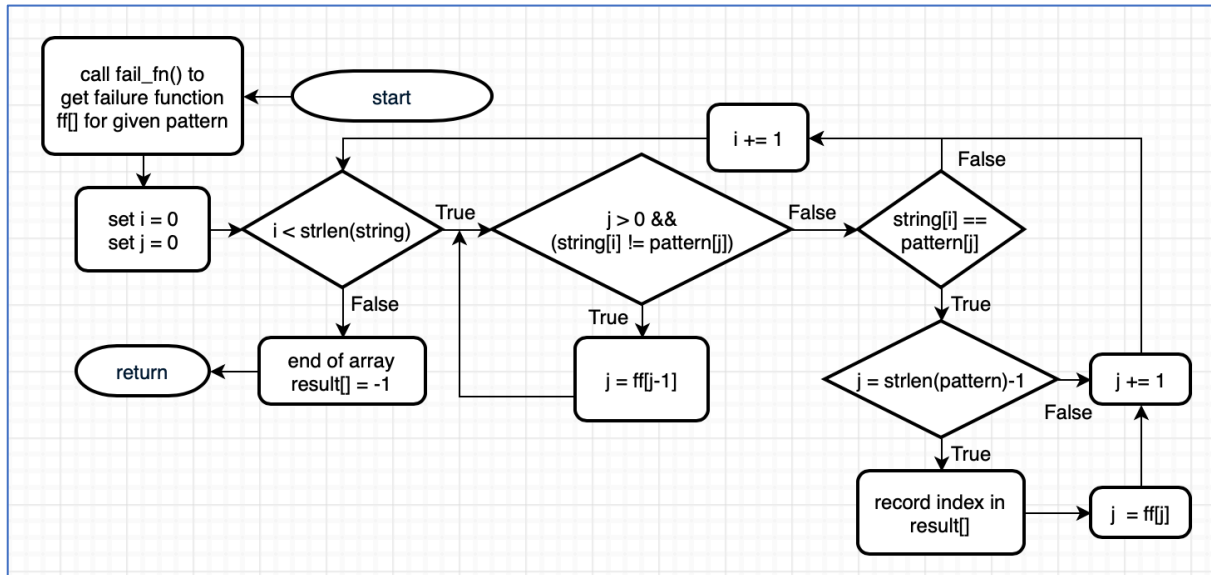 call fail_fn() to
get failure function
ff[] for given pattern
start
set i = 0
set j = 0
i < strlen(string)
True
False
end of array
result[] = -1
return
j > 0 &&
(string[i] != pattern[j])
True
j = ff[j-1]
False
string[i] ==
pattern[j]
False
i += 1
True
j = strlen(pattern)-1
False
j += 1
True
record index in
result[]
j  = ff[j]